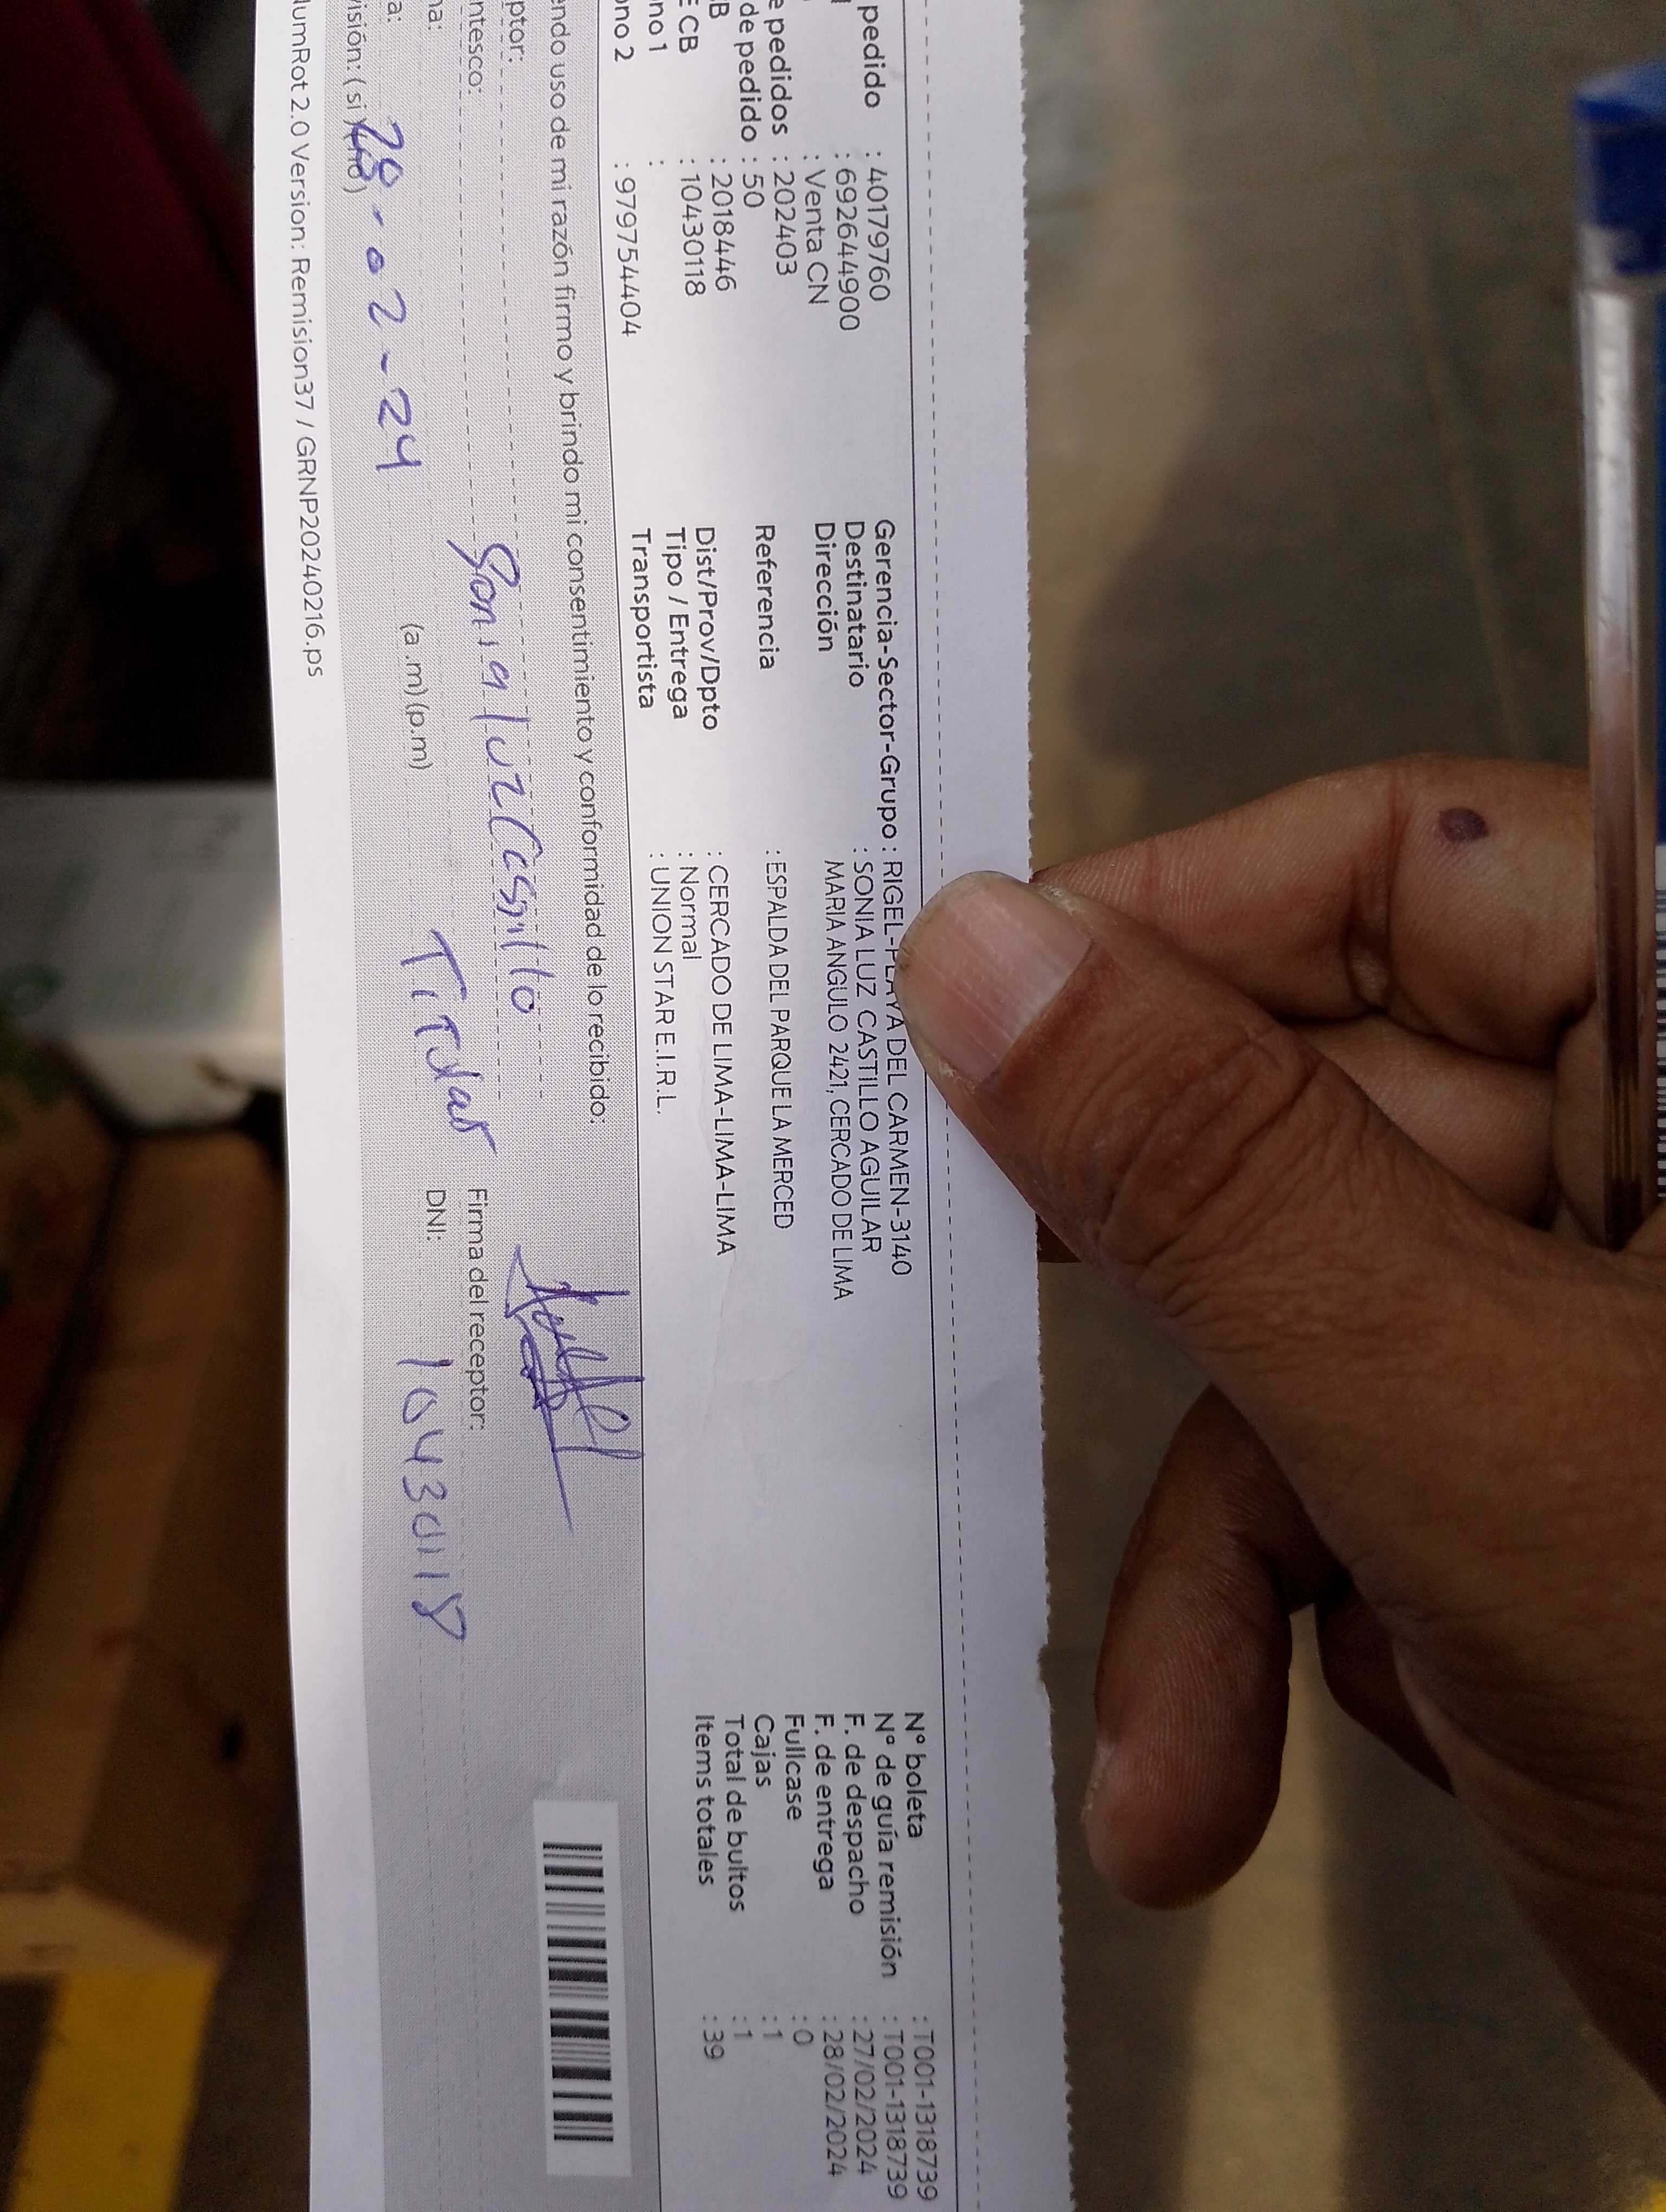 pedido : 40179760
: 692644900
: Venta CN
e pedidos : 202403
de pedido : 50
B : 2018446
E CB : 10430118
no 1 :
ono 2 : 979754404
Gerencia-Sector-Grupo : RIGEL-PLAYA DEL CARMEN-3140
Destinatario : SONIA LUZ CASTILLO AGUILAR
Dirección MARIA ANGULO 2421, CERCADO DE LIMA
Referencia : ESPALDA DEL PARQUE LA MERCED
Dist/Prov/Dpto : CERCADO DE LIMA-LIMA-LIMA
Tipo / Entrega : Normal
Transportista : UNION STAR E.I.R.L.
N° boleta : T001-1318739
N° de guía remisión : T001-1318739
F. de despacho : 27/02/2024
F. de entrega : 28/02/2024
Fullcase : 0
Cajas : 1
Total de bultos : 1
Items totales : 39
endo uso de mi razón firmo y brindo mi consentimiento y conformidad de lo recibido:
ptor: Sonia luz Castillo
ntesco: Titular
Firma del receptor:
na: 28-02-24
DNI: 10430118
a: (a.m) (p.m)
visión: ( si ) ( no )
lumRot 2.0 Version: Remision37 / GRNP20240216.ps